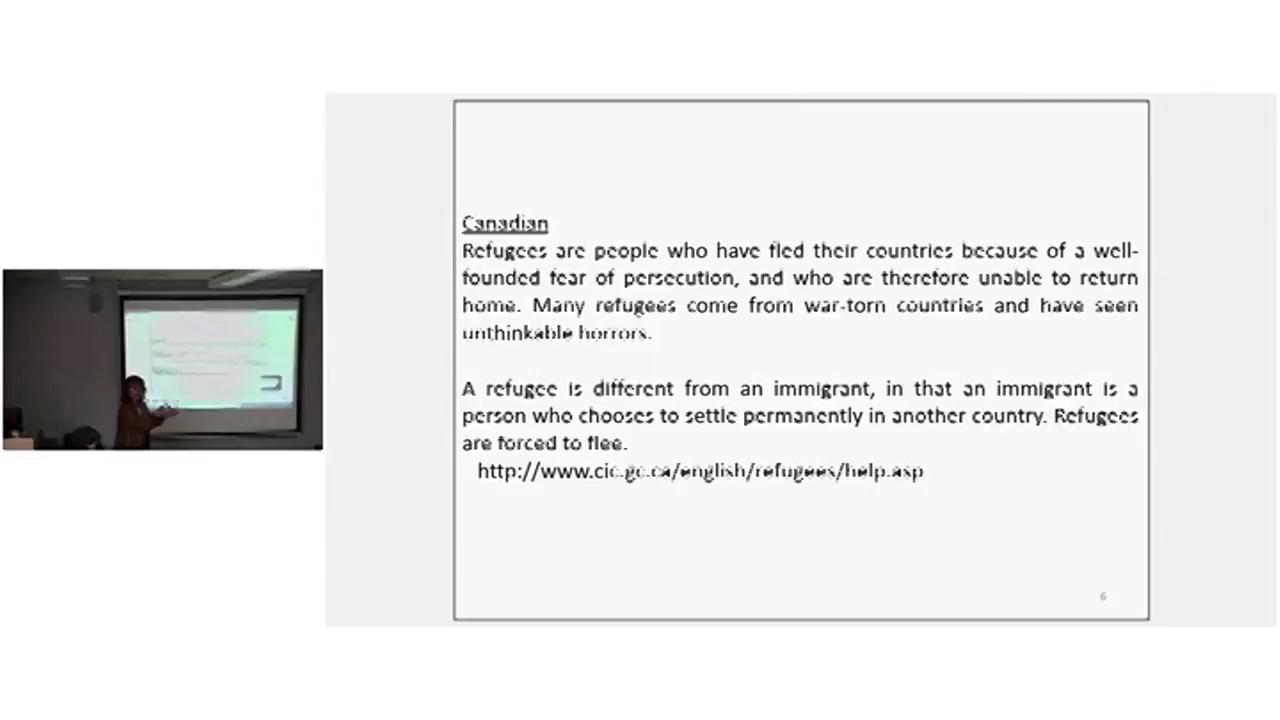 Canadian
Refugees are people who have fled their countries because of a well-
founded fear of persecution, and who are therefore unable to return
home. Many refugees come from war-torn countries and have seen
unthinkable horrors.
A refugee is different from an immigrant, in that an immigrant is a
person who chooses to settle permanently in another country. Refugees
are forced to flee.
http://www.cic.gc.ca/english/refugees/help.asp
6